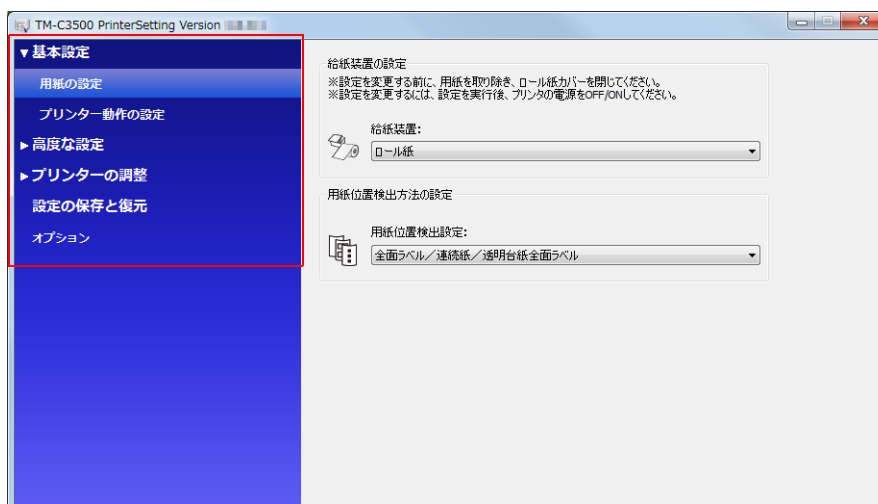 TM-C3500 PrinterSetting Version
▼基本設定
用紙の設定
プリンター動作の設定
▶高度な設定
▶プリンターの調整
設定の保存と復元
オプション
給紙装置の設定
※設定を変更する前に、用紙を取り除き、ロール紙カバーを閉じてください。
※設定を変更するには、設定を実行後、プリンタの電源をOFF/ONしてください。
給紙装置:
ロール紙
用紙位置検出方法の設定
用紙位置検出設定:
全面ラベル／連続紙／透明台紙全面ラベル